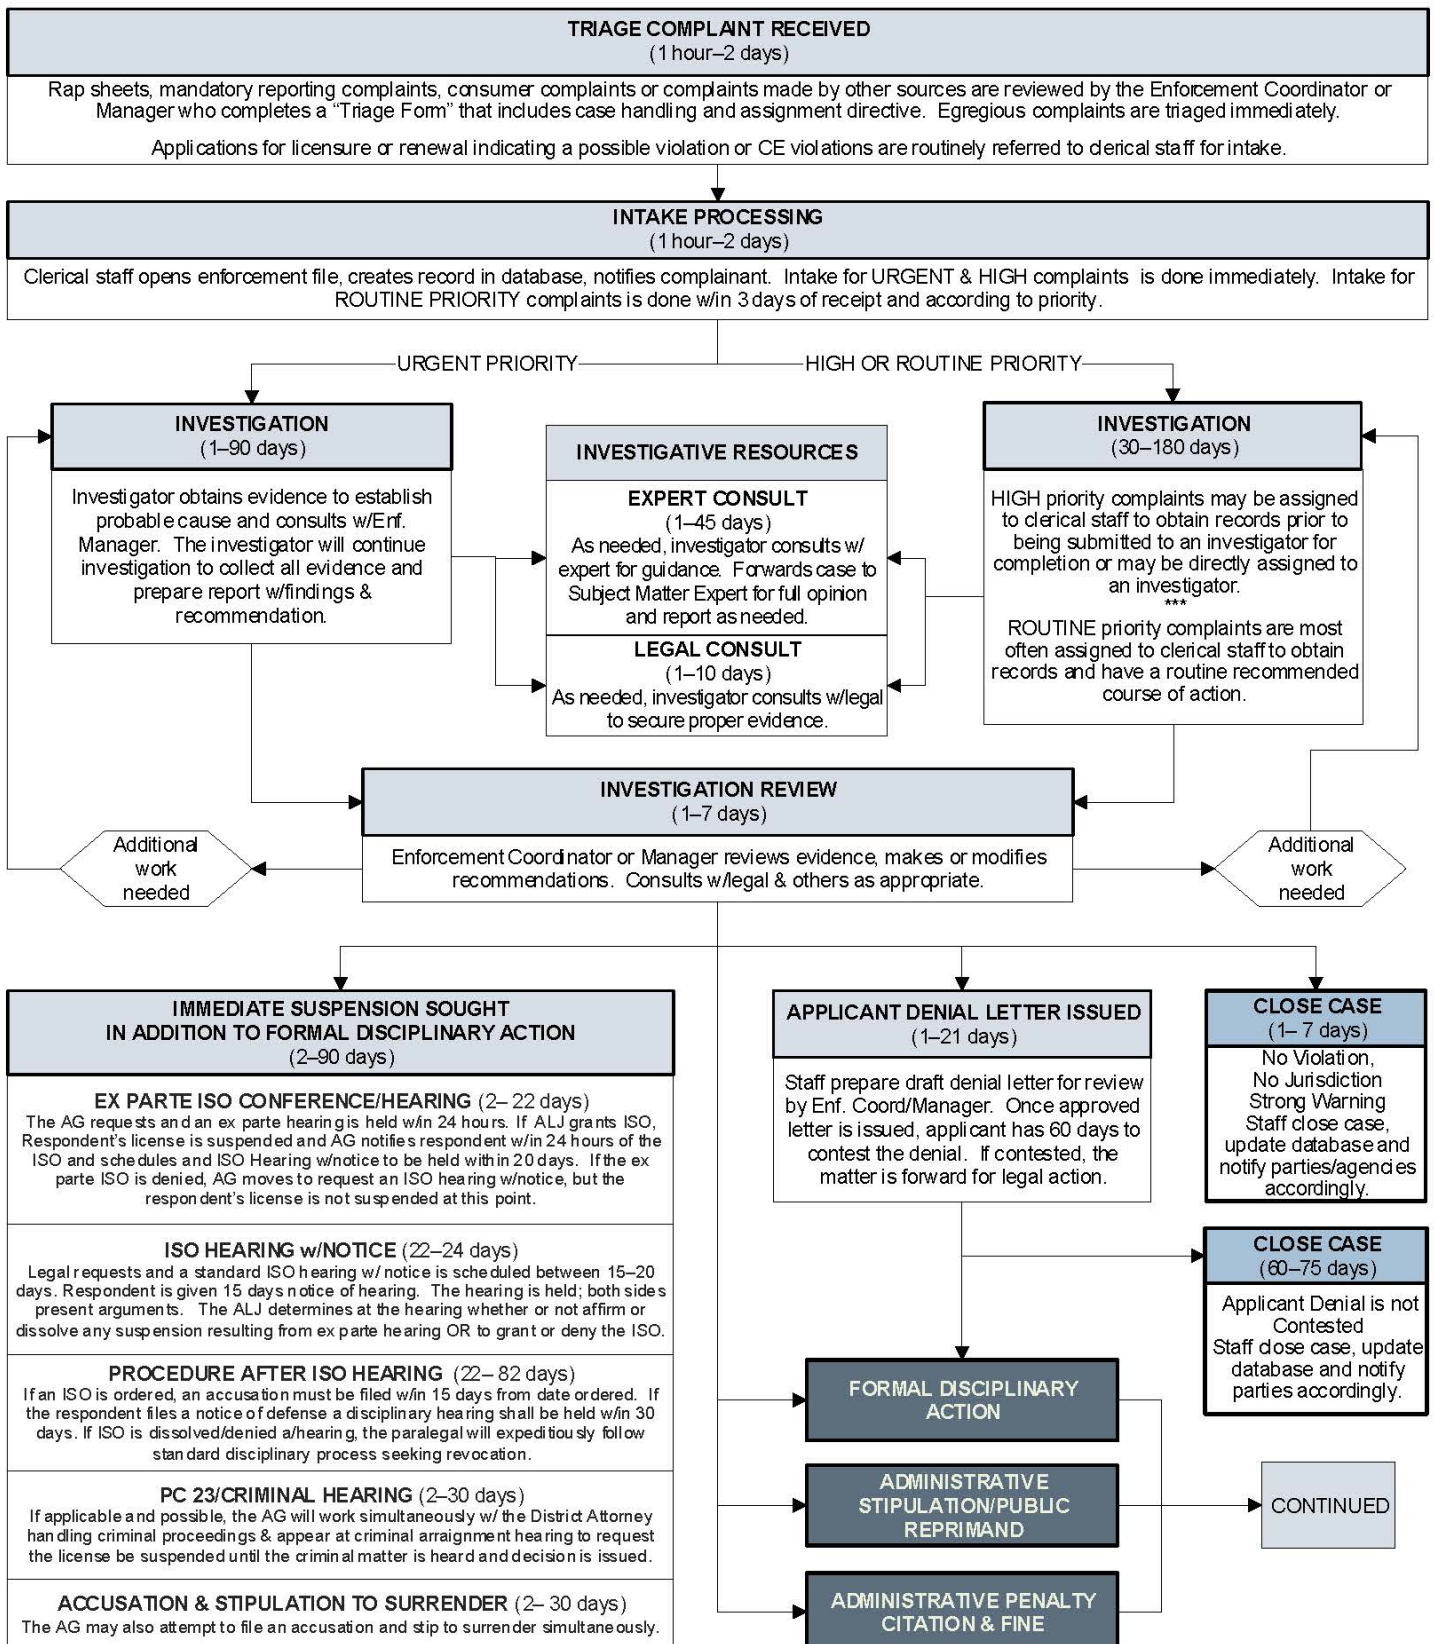 TRIAGE COMPLAINT RECEIVED
(1 hour–2 days)
Rap sheets, mandatory reporting complaints, consumer complaints or complaints made by other sources are reviewed by the Enforcement Coordinator or
Manager who completes a “Triage Form” that includes case handling and assignment directive. Egregious complaints are triaged immediately.
Applications for licensure or renewal indicating a possible violation or CE violations are routinely referred to clerical staff for intake.
INTAKE PROCESSING
(1 hour–2 days)
Clerical staff opens enforcement file, creates record in database, notifies complainant. Intake for URGENT & HIGH complaints is done immediately. Intake for
ROUTINE PRIORITY complaints is done w/in 3 days of receipt and according to priority.
URGENT PRIORITY
HIGH OR ROUTINE PRIORITY
INVESTIGATION
(1–90 days)
Investigator obtains evidence to establish
probable cause and consults w/Enf.
Manager. The investigator will continue
investigation to collect all evidence and
prepare report w/findings &
recommendation.
INVESTIGATIVE RESOURCES
EXPERT CONSULT
(1–45 days)
As needed, investigator consults w/
expert for guidance. Forwards case to
Subject Matter Expert for full opinion
and report as needed.
LEGAL CONSULT
(1–10 days)
As needed, investigator consults w/legal
to secure proper evidence.
INVESTIGATION
(30–180 days)
HIGH priority complaints may be assigned
to clerical staff to obtain records prior to
being submitted to an investigator for
completion or may be directly assigned to
an investigator.
***
ROUTINE priority complaints are most
often assigned to clerical staff to obtain
records and have a routine recommended
course of action.
INVESTIGATION REVIEW
(1–7 days)
Enforcement Coordinator or Manager reviews evidence, makes or modifies
recommendations. Consults w/legal & others as appropriate.
Additional
work
needed
Additional
work
needed
IMMEDIATE SUSPENSION SOUGHT
IN ADDITION TO FORMAL DISCIPLINARY ACTION
(2–90 days)
EX PARTE ISO CONFERENCE/HEARING (2– 22 days)
The AG requests and an ex parte hearing is held w/in 24 hours. If ALJ grants ISO,
Respondent’s license is suspended and AG notifies respondent w/in 24 hours of the
ISO and schedules and ISO Hearing w/notice to be held within 20 days. If the ex
parte ISO is denied, AG moves to request an ISO hearing w/notice, but the
respondent’s license is not suspended at this point.
ISO HEARING w/NOTICE (22–24 days)
Legal requests and a standard ISO hearing w/ notice is scheduled between 15–20
days. Respondent is given 15 days notice of hearing. The hearing is held; both sides
present arguments. The ALJ determines at the hearing whether or not affirm or
dissolve any suspension resulting from ex parte hearing OR to grant or deny the ISO.
PROCEDURE AFTER ISO HEARING (22– 82 days)
If an ISO is ordered, an accusation must be filed w/in 15 days from date ordered. If
the respondent files a notice of defense a disciplinary hearing shall be held w/in 30
days. If ISO is dissolved/denied a/hearing, the paralegal will expeditiously follow
standard disciplinary process seeking revocation.
PC 23/CRIMINAL HEARING (2–30 days)
If applicable and possible, the AG will work simultaneously w/ the District Attorney
handling criminal proceedings & appear at criminal arraignment hearing to request
the license be suspended until the criminal matter is heard and decision is issued.
ACCUSATION & STIPULATION TO SURRENDER (2– 30 days)
The AG may also attempt to file an accusation and stip to surrender simultaneously.
APPLICANT DENIAL LETTER ISSUED
(1–21 days)
Staff prepare draft denial letter for review
by Enf. Coord/Manager. Once approved
letter is issued, applicant has 60 days to
contest the denial. If contested, the
matter is forward for legal action.
CLOSE CASE
(1– 7 days)
No Violation,
No Jurisdiction
Strong Warning
Staff close case,
update database and
notify parties/agencies
accordingly.
CLOSE CASE
(60–75 days)
Applicant Denial is not
Contested
Staff close case, update
database and notify
parties accordingly.
FORMAL DISCIPLINARY
ACTION
ADMINISTRATIVE
STIPULATION/PUBLIC
REPRIMAND
CONTINUED
ADMINISTRATIVE PENALTY
CITATION & FINE